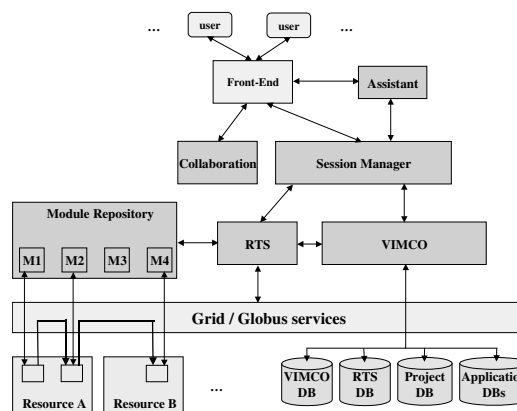 ... user user ...
Front-End
Assistant
Collaboration
Session Manager
Module Repository
M1 M2 M3 M4
RTS
VIMCO
Grid / Globus services
Resource A
Resource B
...
VIMCO
DB
RTS
DB
Project
DB
Application
DBs